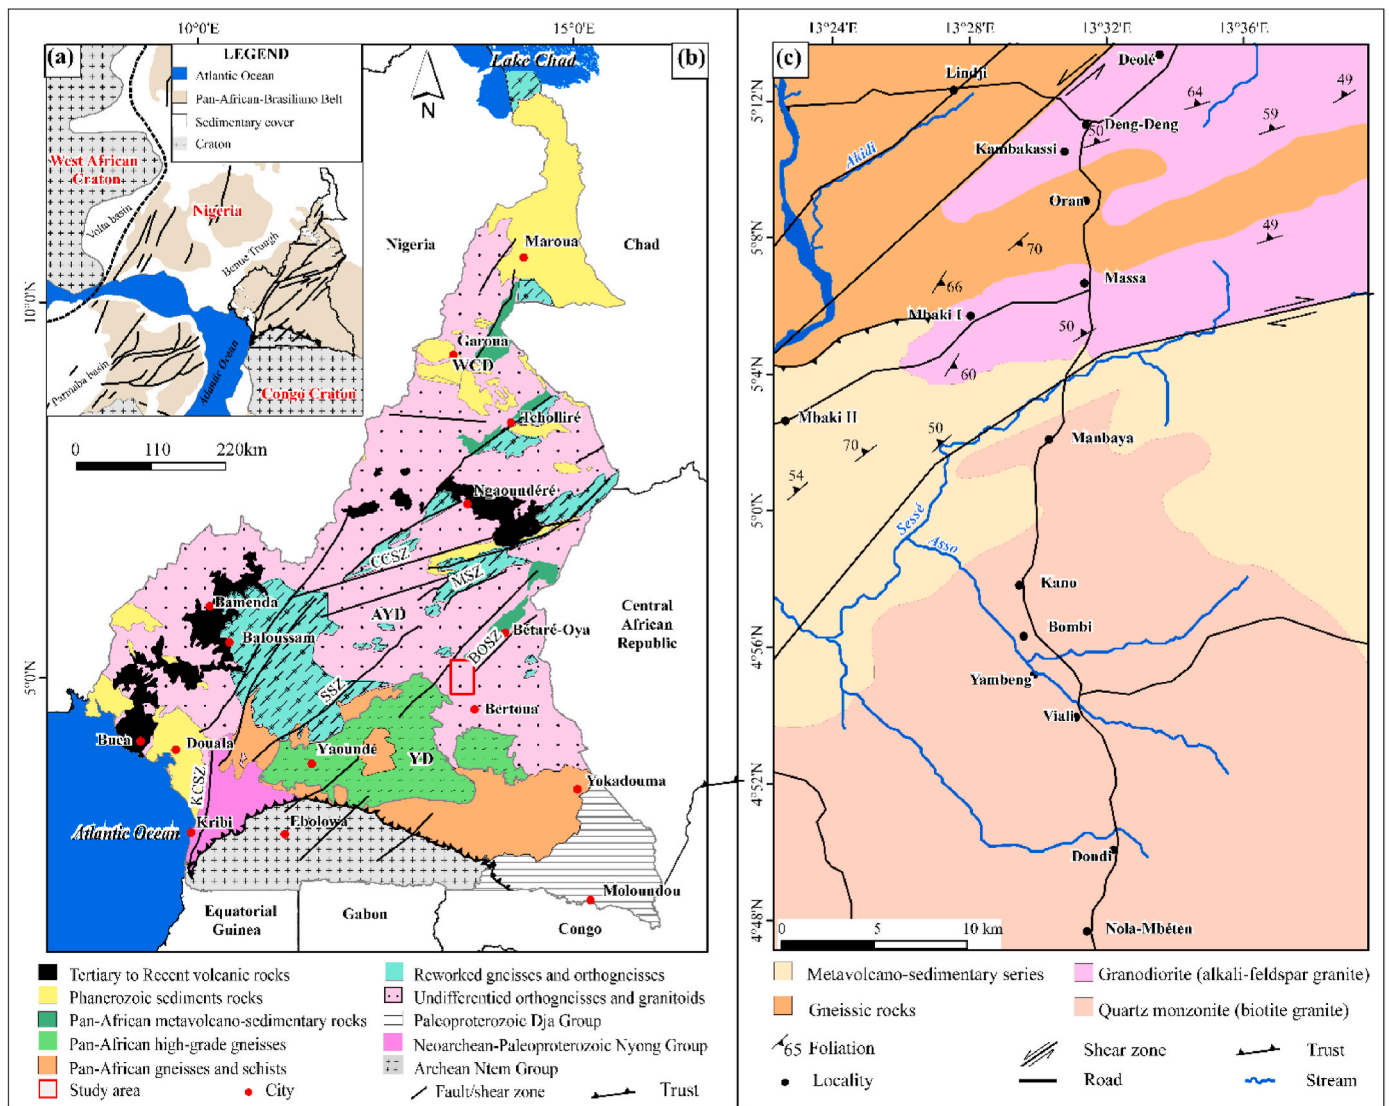 10°0'E
15°0'E
(a)
LEGEND
Atlantic Ocean
Pan-African-Brasiliano Belt
Sedimentary cover
Craton
West African
Craton
Volta basin
Nigeria
Benue Trough
Parnaba basin
Atlantic Ocean
Congo Craton
0 110 220km
10°0'N
5°0'N
(b)
N
Lake Chad
Nigeria
Maroua
Chad
Garoua
WCD
Tcholliré
Ngaoundéré
CCSZ
MSZ
AYD
Central
African
Republic
Bamenda
Bafoussam
Bétaré-Oya
BOSZ
SSZ
Bertoua
Buea
Douala
Yaoundé
YD
KCSZ
Yokadouma
Atlantic Ocean
Kribi
Ebolowa
Moloundou
Equatorial
Guinea
Gabon
Congo
Tertiary to Recent volcanic rocks
Phanerozoic sediments rocks
Pan-African metavolcano-sedimentary rocks
Pan-African high-grade gneisses
Pan-African gneisses and schists
Study area
City
Reworked gneisses and orthogneisses
Undifferentied orthogneisses and granitoids
Paleoproterozoic Dja Group
Neoarchean-Paleoproterozoic Nyong Group
Archean Ntem Group
Fault/shear zone
Trust
13°24'E
13°28'E
13°32'E
13°36'E
(c)
5°12'N
5°8'N
5°4'N
5°0'N
4°56'N
4°52'N
4°48'N
Lindji
Deolé
64
49
59
Deng-Deng
50
Kambakassi
Akidi
Oran
70
49
66
Massa
Mbaki I
50
60
Mbaki II
50
70
Manbaya
54
Sessé
Asso
Kano
Bombi
Yambeng
Viali
Dondi
Nola-Mbéten
0 5 10 km
Metavolcano-sedimentary series
Gneissic rocks
Granodiorite (alkali-feldspar granite)
Quartz monzonite (biotite granite)
65 Foliation
Shear zone
Trust
Locality
Road
Stream